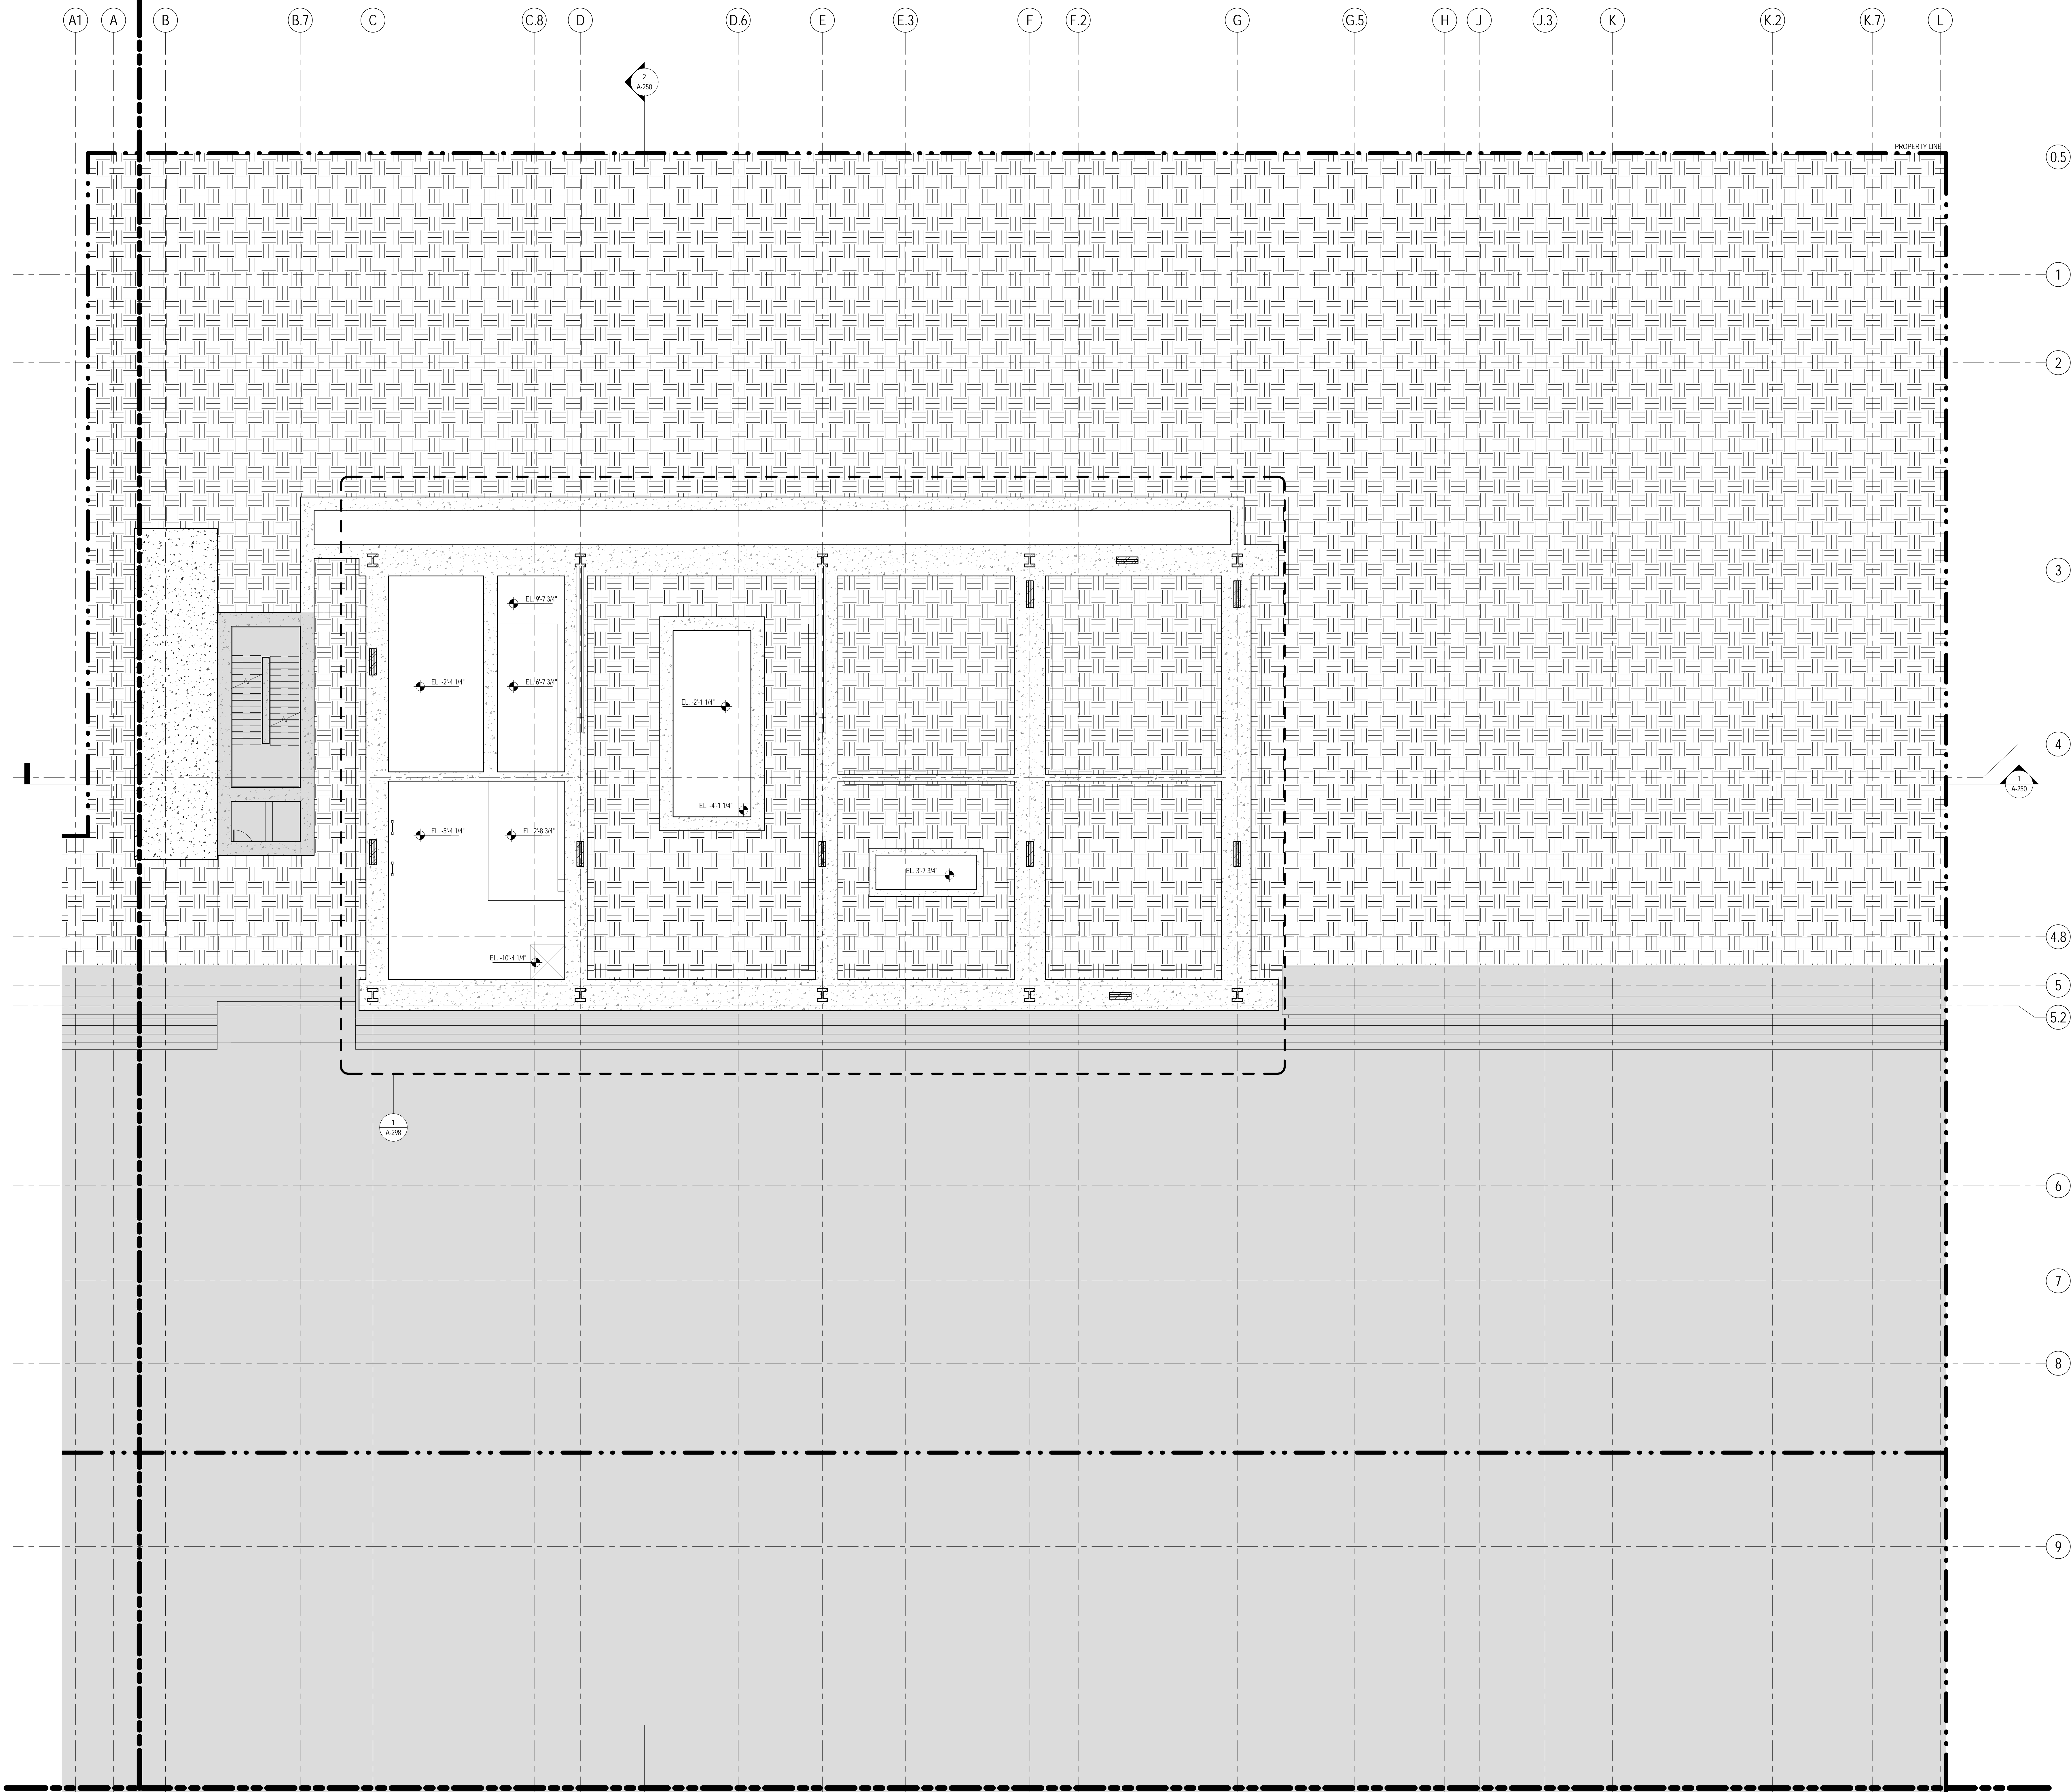 A1 A B B.7 C C.8 D D.6 E E.3 F F.2 G G.5 H J J.3 K K.2 K.7 L
2
A-250
PROPERTY LINE
0.5
1
2
3
EL. 9'-7 3/4"
EL. -2'-4 1/4"
EL. 6'-7 3/4"
EL. -2'-1 1/4"
4
1
A-250
EL. -4'-1 1/4"
EL. -5'-4 1/4"
EL. 2'-8 3/4"
EL. 3'-7 3/4"
4.8
EL. -10'-4 1/4"
5
5.2
1
A-298
6
7
8
9